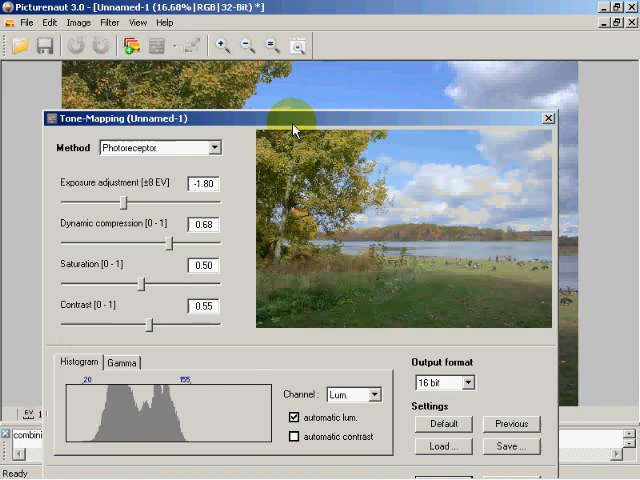 Picturenaut 3.0 - [Unnamed-1 (16.68%|RGB|32-Bit) *]
File Edit Image Filter View Help
Tone-Mapping (Unnamed-1)
Method Photoreceptor
Exposure adjustment [±8 EV]
-1.80
Dynamic compression [0 - 1]
0.68
Saturation [0 - 1]
0.50
Contrast [0 - 1]
0.55
Histogram Gamma
20 155
Channel : Lum.
automatic lum.
automatic contrast
Output format
16 bit
Settings
Default Previous
Load ... Save ...
EV 1
combini
Ready